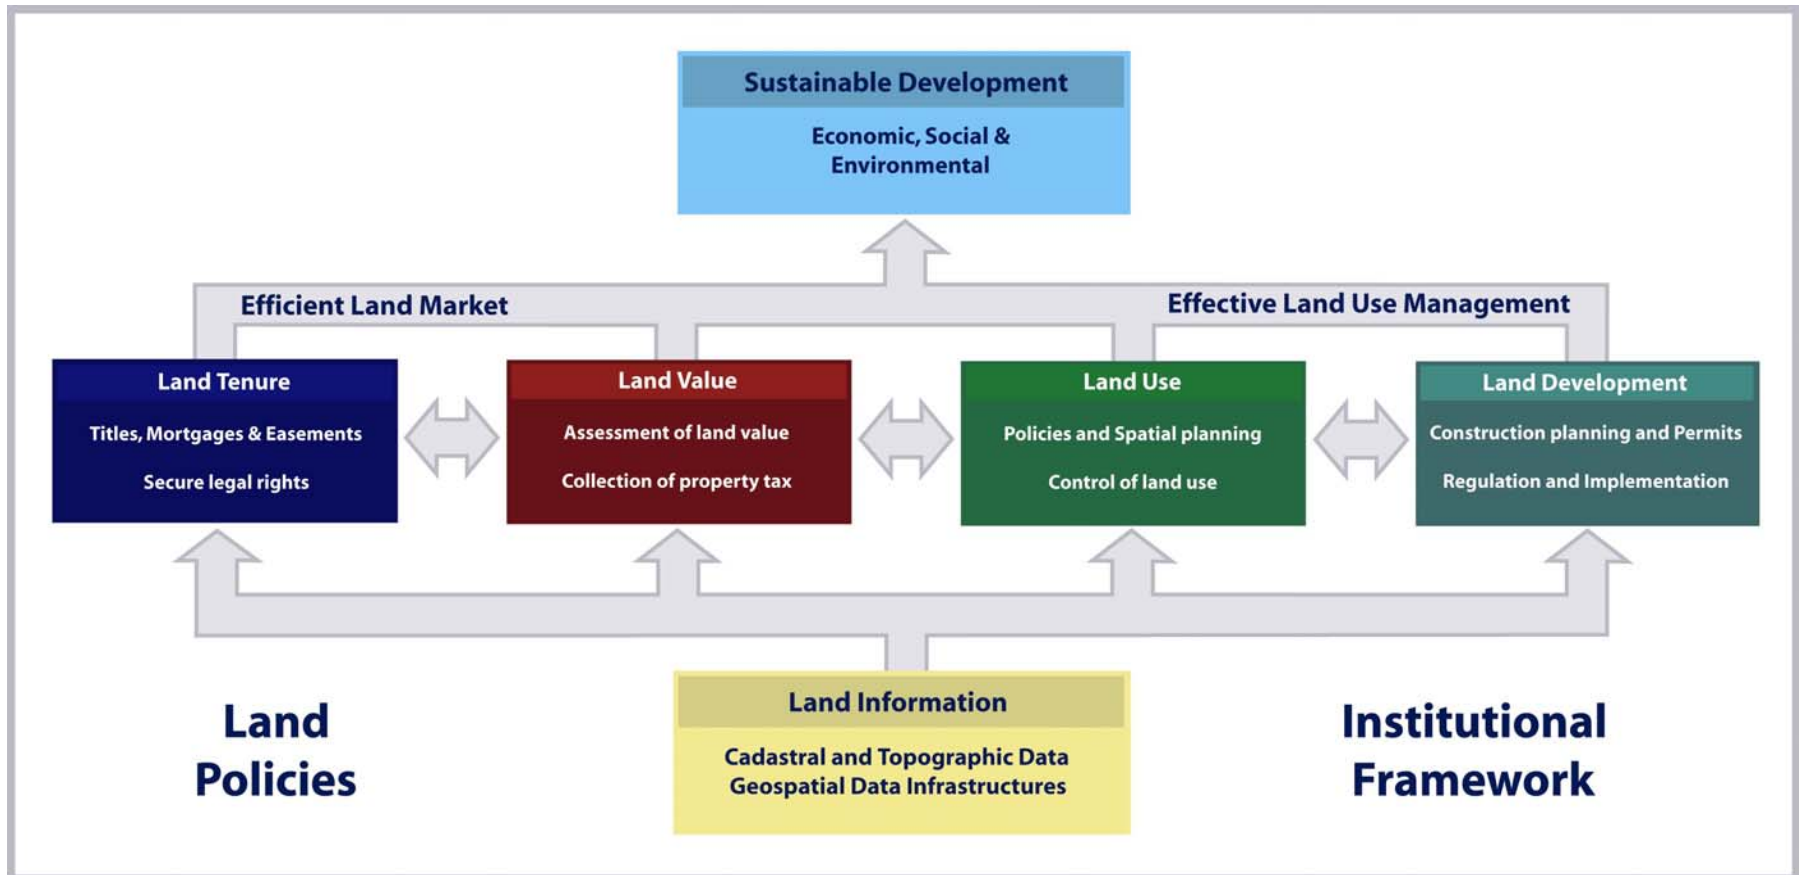 Sustainable Development
Economic, Social &
Environmental
Efficient Land Market
Effective Land Use Management
Land Tenure
Titles, Mortgages & Easements
Secure legal rights
Land Value
Assessment of land value
Collection of property tax
Land Use
Policies and Spatial planning
Control of land use
Land Development
Construction planning and Permits
Regulation and Implementation
Land
Policies
Land Information
Cadastral and Topographic Data
Geospatial Data Infrastructures
Institutional
Framework